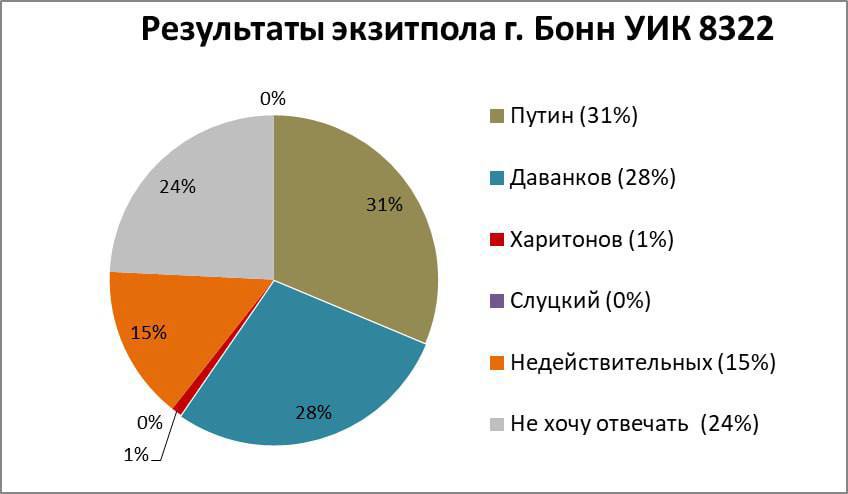 Результаты экзитпола г. Бонн УИК 8322
0%
31%
28%
1%
0%
15%
24%
Путин (31%)
Даванков (28%)
Харитонов (1%)
Слуцкий (0%)
Недействительных (15%)
Не хочу отвечать (24%)